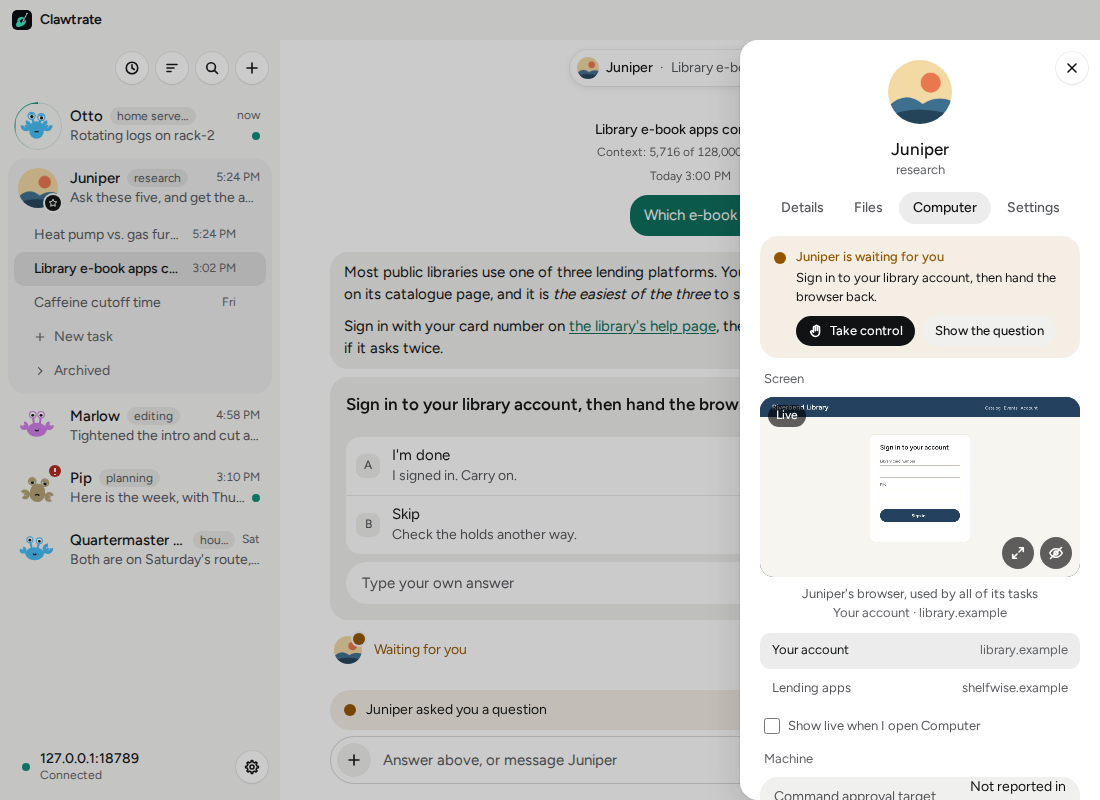 Clawtrate
Otto home serve... now
Rotating logs on rack-2
Juniper research 5:24 PM
Ask these five, and get the a...
Heat pump vs. gas fur... 5:24 PM
Library e-book apps c... 3:02 PM
Caffeine cutoff time Fri
New task
Archived
Marlow editing 4:58 PM
Tightened the intro and cut a...
Pip planning 3:10 PM
Here is the week, with Thu...
Quartermaster ... hou... Sat
Both are on Saturday's route,...
127.0.0.1:18789
Connected
Juniper · Library e-b
Library e-book apps co
Context: 5,716 of 128,000
Today 3:00 PM
Which e-book
Most public libraries use one of three lending platforms. You
on its catalogue page, and it is the easiest of the three to s
Sign in with your card number on the library's help page, the
if it asks twice.
Sign in to your library account, then hand the brow
A I'm done
I signed in. Carry on.
B Skip
Check the holds another way.
Type your own answer
Waiting for you
Juniper asked you a question
Answer above, or message Juniper
Juniper
research
Details Files Computer Settings
Juniper is waiting for you
Sign in to your library account, then hand the
browser back.
Take control Show the question
Screen
Library Catalog Events Account
Live
Sign in to your account
Library card number
PIN
Sign in
Juniper's browser, used by all of its tasks
Your account · library.example
Your account library.example
Lending apps shelfwise.example
Show live when I open Computer
Machine
Command approval target Not reported in